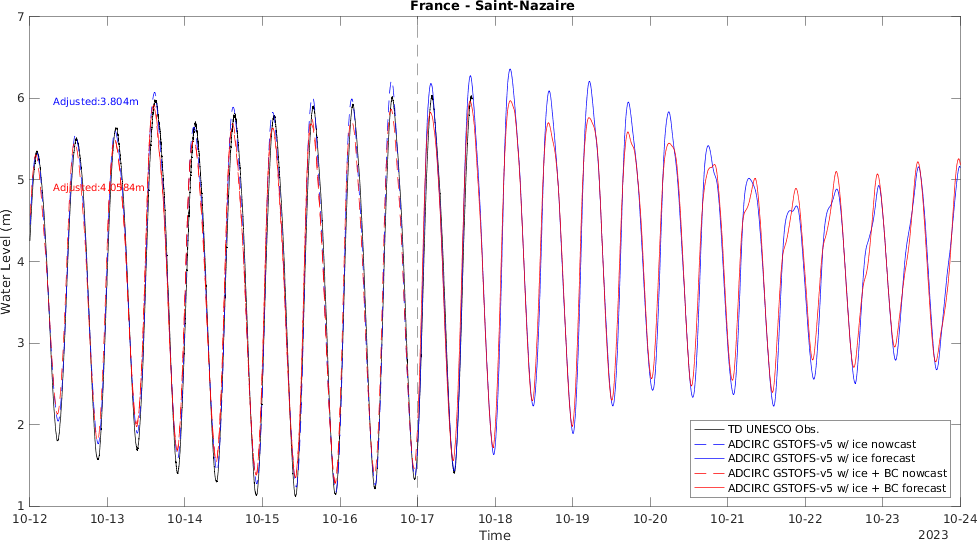 France - Saint-Nazaire
7
6
5
4
3
2
1
Water Level (m)
Adjusted:3.804m
Adjusted:4.0584m
TD UNESCO Obs.
ADCIRC GSTOFS-v5 w/ ice nowcast
ADCIRC GSTOFS-v5 w/ ice forecast
ADCIRC GSTOFS-v5 w/ ice + BC nowcast
ADCIRC GSTOFS-v5 w/ ice + BC forecast
10-12 10-13 10-14 10-15 10-16 10-17 10-18 10-19 10-20 10-21 10-22 10-23 10-24
Time
2023